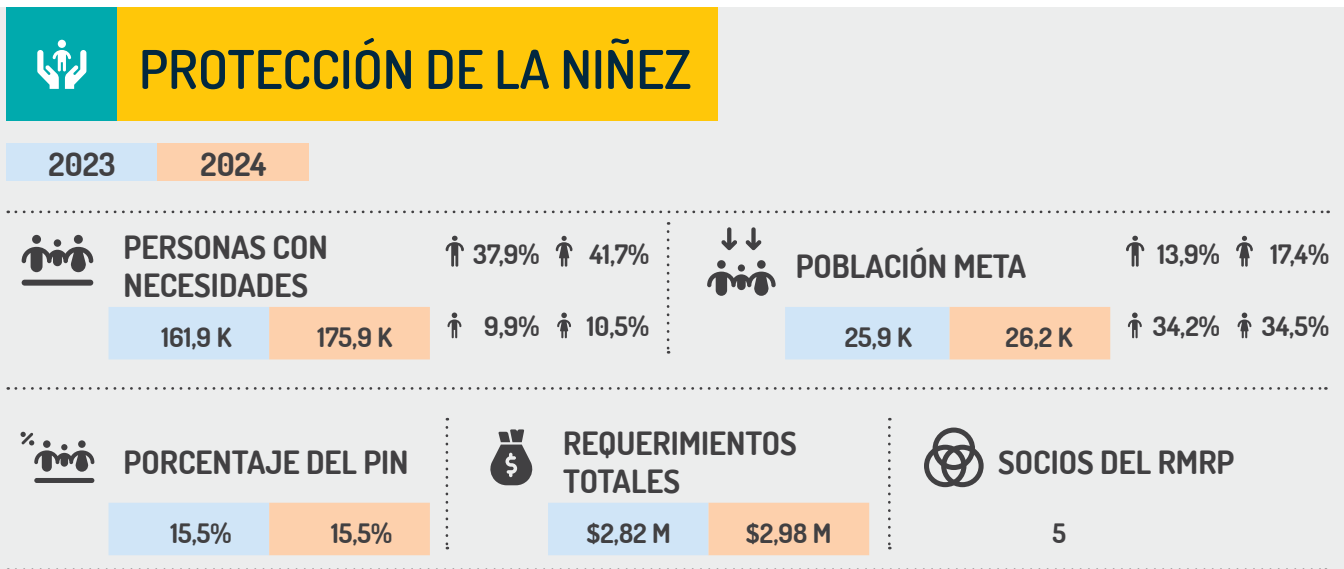 PROTECCIÓN DE LA NIÑEZ
2023 2024
PERSONAS CON
NECESIDADES
37,9% 41,7%
161,9 K 175,9 K
9,9% 10,5%
POBLACIÓN META
13,9% 17,4%
25,9 K 26,2 K
34,2% 34,5%
% PORCENTAJE DEL PIN
15,5% 15,5%
$ REQUERIMIENTOS
TOTALES
$2,82 M $2,98 M
SOCIOS DEL RMRP
5